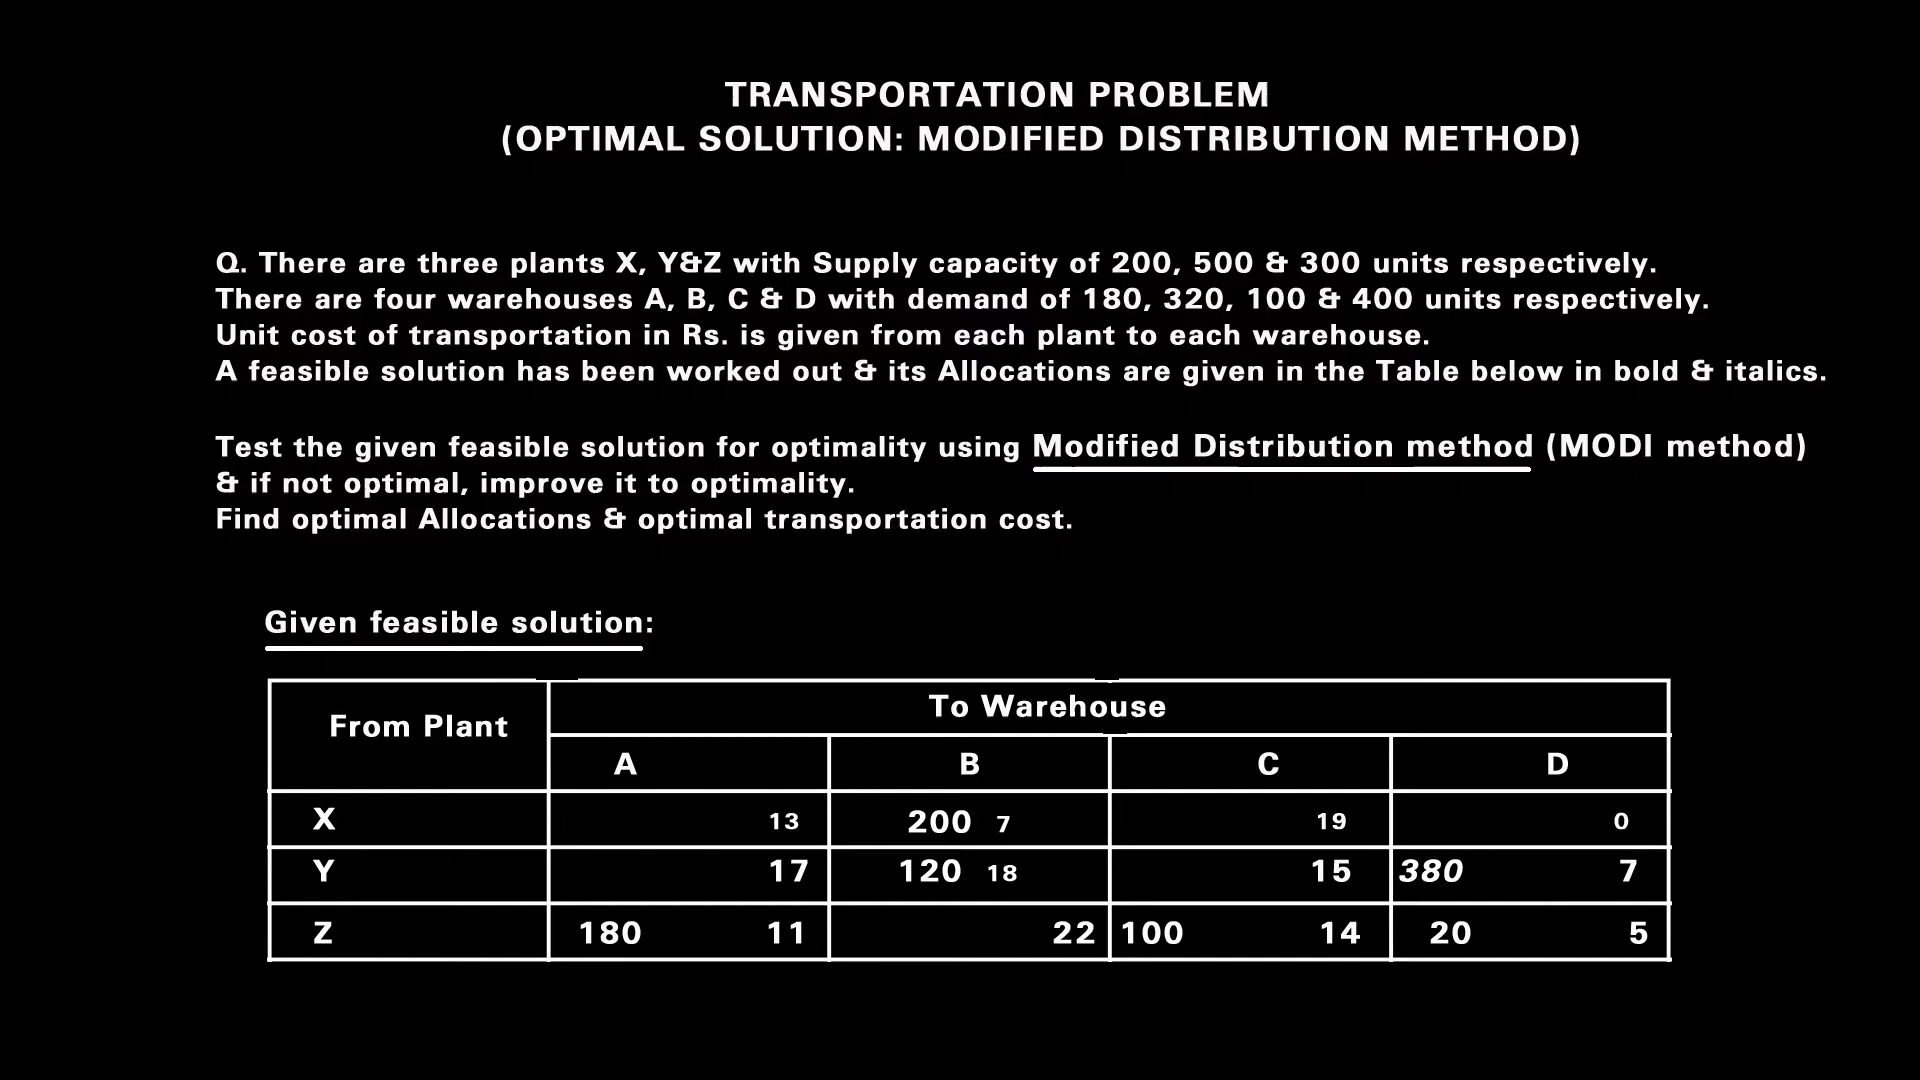 TRANSPORTATION PROBLEM
(OPTIMAL SOLUTION: MODIFIED DISTRIBUTION METHOD)
Q. There are three plants X, Y&Z with Supply capacity of 200, 500 & 300 units respectively.
There are four warehouses A, B, C & D with demand of 180, 320, 100 & 400 units respectively.
Unit cost of transportation in Rs. is given from each plant to each warehouse.
A feasible solution has been worked out & its Allocations are given in the Table below in bold & italics.
Test the given feasible solution for optimality using Modified Distribution method (MODI method)
& if not optimal, improve it to optimality.
Find optimal Allocations & optimal transportation cost.
Given feasible solution:
From Plant To Warehouse
A B C D
X 13 200 7 19 0
Y 17 120 18 15 380 7
Z 180 11 22 100 14 20 5